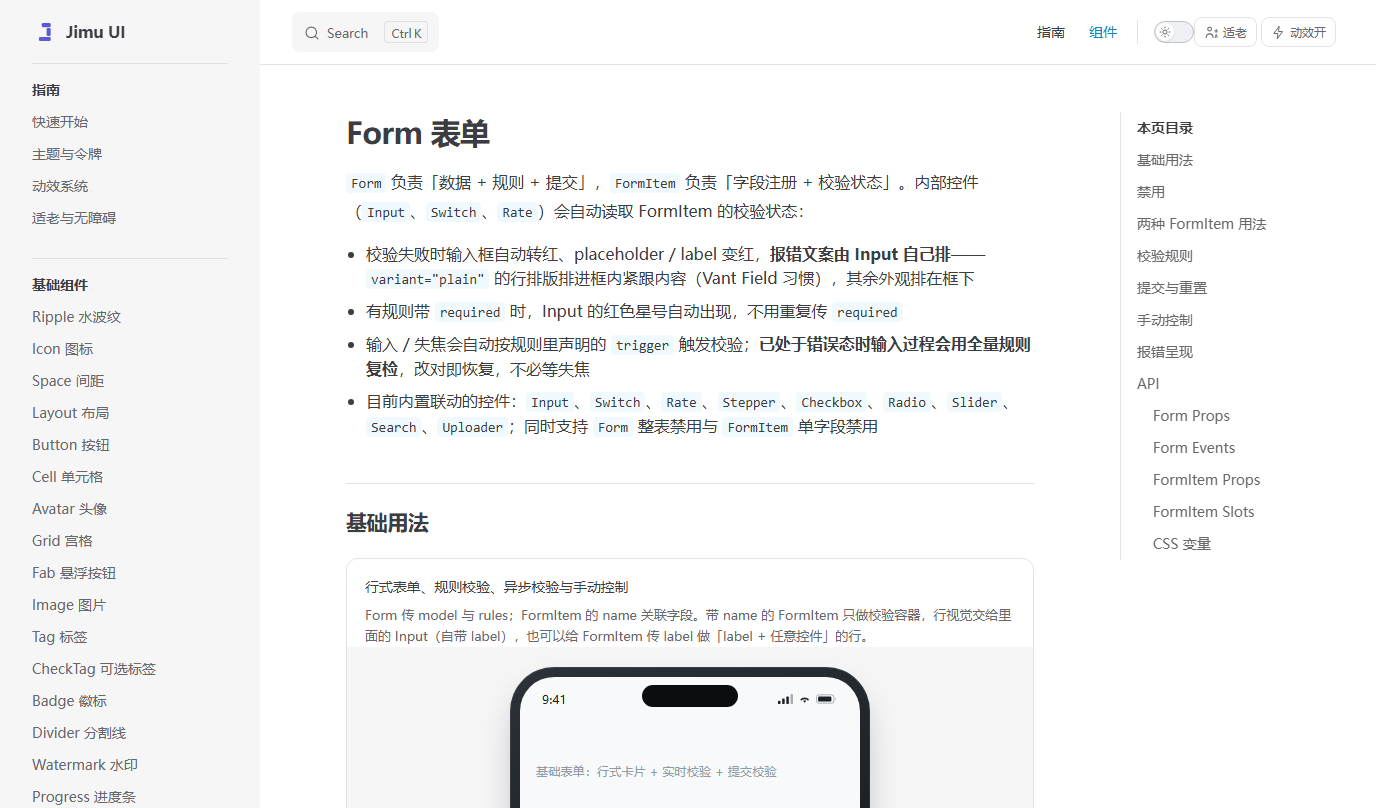 Jimu UI
Search
Ctrl K
指南
组件
适老
动效开
指南
快速开始
主题与令牌
动效系统
适老与无障碍
基础组件
Ripple 水波纹
Icon 图标
Space 间距
Layout 布局
Button 按钮
Cell 单元格
Avatar 头像
Grid 宫格
Fab 悬浮按钮
Image 图片
Tag 标签
CheckTag 可选标签
Badge 徽标
Divider 分割线
Watermark 水印
Progress 进度条
Form 表单
Form 负责「数据 + 规则 + 提交」，FormItem 负责「字段注册 + 校验状态」。内部控件
（Input、Switch、Rate）会自动读取 FormItem 的校验状态：
校验失败时输入框自动转红、placeholder / label 变红，报错文案由 Input 自己排——
variant="plain" 的行排版排进框内紧跟内容（Vant Field 习惯），其余外观排在框下
有规则带 required 时，Input 的红色星号自动出现，不用重复传 required
输入 / 失焦会自动按规则里声明的 trigger 触发校验；已处于错误态时输入过程会用全量规则
复检，改对即恢复，不必等失焦
目前内置联动的控件：Input、Switch、Rate、Stepper、Checkbox、Radio、Slider、
Search、Uploader；同时支持 Form 整表禁用与 FormItem 单字段禁用
基础用法
行式表单、规则校验、异步校验与手动控制
Form 传 model 与 rules；FormItem 的 name 关联字段。带 name 的 FormItem 只做校验容器，行视觉交给里
面的 Input（自带 label），也可以给 FormItem 传 label 做「label + 任意控件」的行。
9:41
基础表单：行式卡片 + 实时校验 + 提交校验
本页目录
基础用法
禁用
两种 FormItem 用法
校验规则
提交与重置
手动控制
报错呈现
API
Form Props
Form Events
FormItem Props
FormItem Slots
CSS 变量